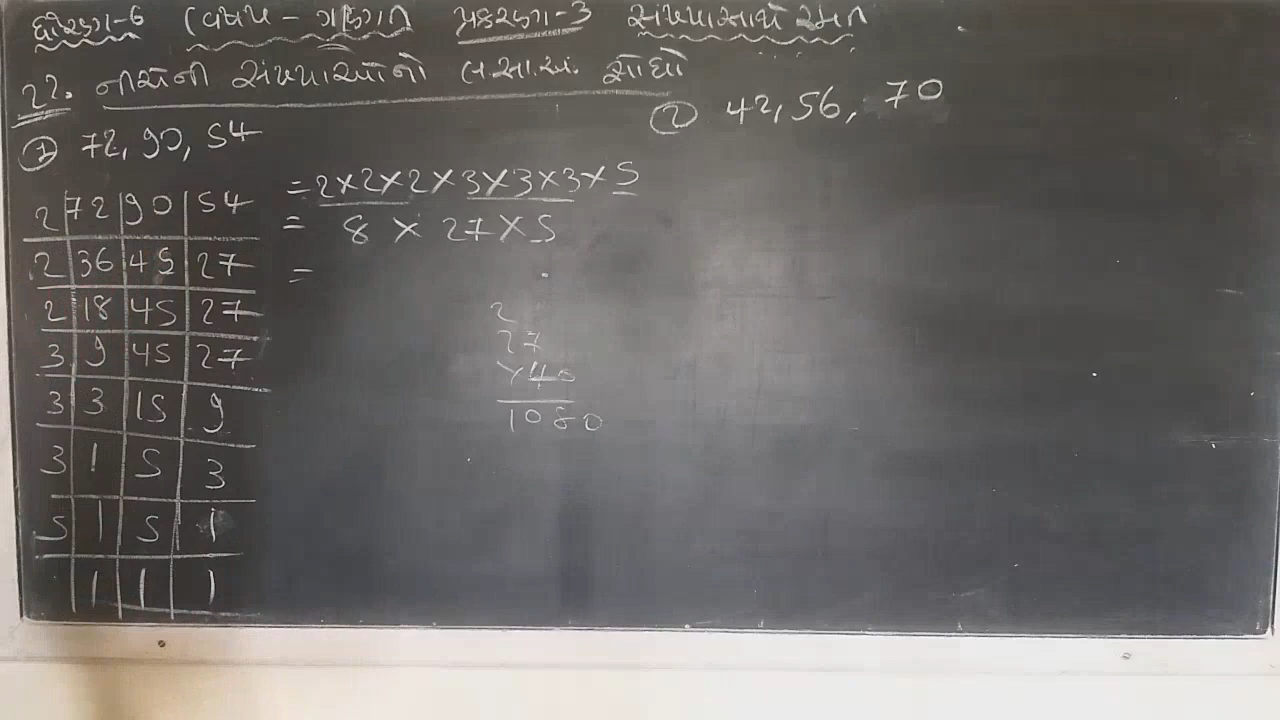 ધોરણ-6 વિષય - ગણિત પ્રકરણ-3 સંખ્યા સાથે રમત
22. નીચેની સંખ્યાઓનો લ.સા.અ. શોધો
① 72, 90, 54
② 42, 56, 70
2 72 90 54
2 36 45 27
2 18 45 27
3 9 45 27
3 3 15 9
3 1 5 3
5 1 5 1
1 1 1
= 2×2×2×3×3×3×5
= 8 × 27 × 5
=
2
27
×40
1080